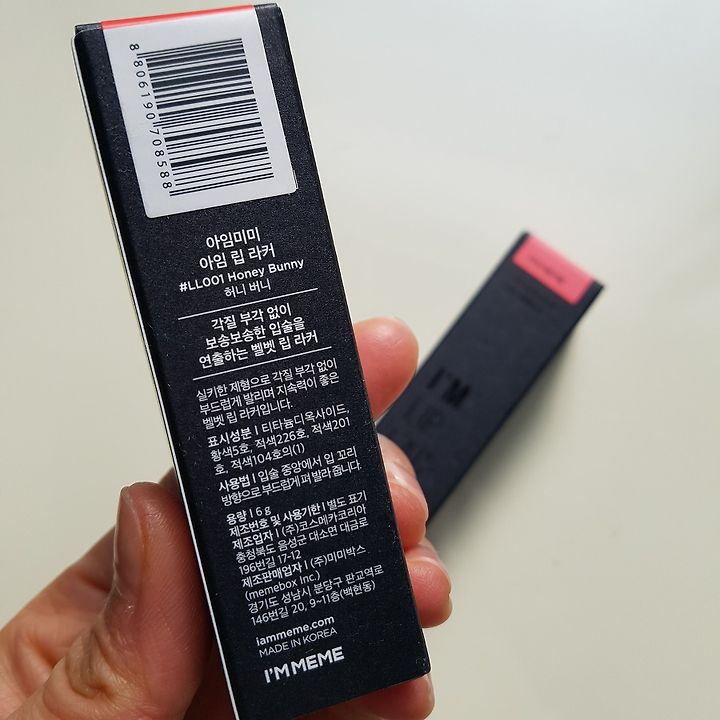 8806190708588
아임미미
아임 립 라커
#LL001 Honey Bunny
허니 버니
각질 부각 없이
보송보송한 입술을
연출하는 벨벳 립 라커
실키한 제형으로 각질 부각 없이
부드럽게 발리며 지속력이 좋은
벨벳 립 라커입니다.
표시성분 I 티타늄디옥사이드,
황색5호, 적색226호, 적색201
호, 적색104호의(1)
사용법 I 입술 중앙에서 입 꼬리
방향으로 부드럽게 펴 발라 줍니다.
용량 I 6 g
제조번호 및 사용기한 I 별도 표기
제조업자 I (주)코스메카코리아
충청북도 음성군 대소면 대금로
196번길 17-12
제조판매업자 I (주)미미박스
(memebox Inc.)
경기도 성남시 분당구 판교역로
146번길 20, 9~11층(백현동)
iammeme.com
MADE IN KOREA
I'M MEME
I'M
LIP